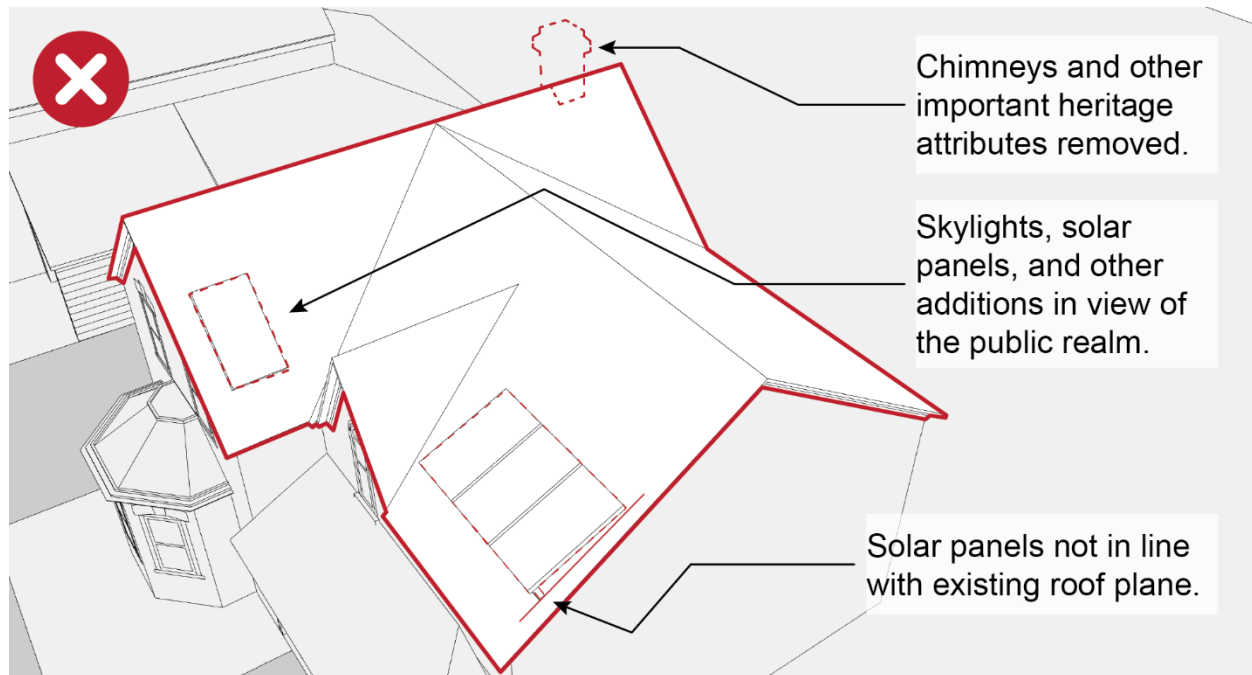 Chimneys and other
important heritage
attributes removed.
Skylights, solar
panels, and other
additions in view of
the public realm.
Solar panels not in line
with existing roof plane.